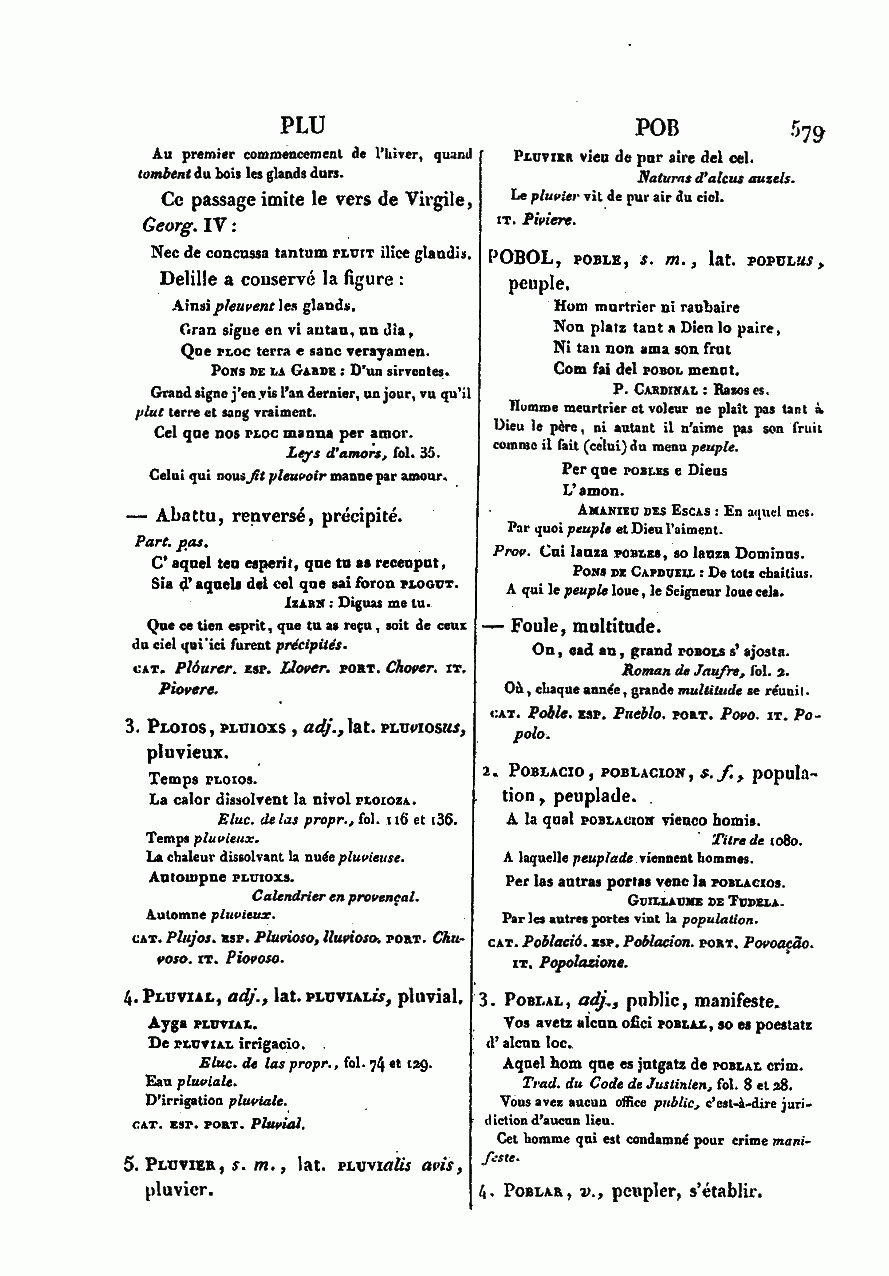 PLU
POB
579
Au premier commencement de l'hiver, quand
tombent du bois les glands durs.
Ce passage imite le vers de Virgile,
Georg. IV :
Nec de concussa tantum PLUIT ilice glandis.
Delille a conservé la figure :
Ainsi pleuvent les glands.
Gran signe en vi antan, un dia,
Que PLOC terra e sanc verayamen.
PONS DE LA GARDE : D'un sirventes.
Grand signe j'en vis l'an dernier, un jour, vu qu'il
plut terre et sang vraiment.
Cel que nos PLOC manna per amor.
Leys d'amors, fol. 35.
Celui qui nous fit pleuvoir manne par amour.
— Abattu, renversé, précipité.
Part. pas.
C'aquel teu esperit, que tu as receuput,
Sia d'aquels del cel que sai foron PLOGUT.
IZARN : Diguas me tu.
Que ce tien esprit, que tu as reçu, soit de ceux
du ciel qui ici furent précipités.
CAT. Plóurer. ESP. Llover. PORT. Chover. IT.
Piovere.
3. PLOIOS, PLUIOXS, adj., lat. PLUVIOSUS,
pluvieux.
Temps PLOIOS.
La calor dissolvent la nivol PLOIOZA.
Eluc. de las propr., fol. 116 et 136.
Temps pluvieux.
La chaleur dissolvant la nuée pluvieuse.
Autompne PLUIOXS.
Calendrier en provençal.
Automne pluvieux.
CAT. Plujos. ESP. Pluvioso, lluvioso. PORT. Chu-
voso. IT. Piovoso.
4. PLUVIAL, adj., lat. PLUVIALis, pluvial.
Ayga PLUVIAL.
De PLUVIAL irrigacio.
Eluc. de las propr., fol. 74 et 129.
Eau pluviale.
D'irrigation pluviale.
CAT. ESP. PORT. Pluvial.
5. PLUVIER, s. m., lat. PLUVIalis avis,
pluvier.
PLUVIER vieu de pur aire del cel.
Naturas d'alcus auzels.
Le pluvier vit de pur air du ciel.
IT. Piviere.
POBOL, POBLE, s. m., lat. POPULus,
peuple.
Hom murtrier ni raubaire
Non platz tant a Dieu lo paire,
Ni tan non ama son frut
Com fai del POBOL menut.
P. CARDINAL : Razos es.
Homme meurtrier et voleur ne plaît pas tant à
Dieu le père, ni autant il n'aime pas son fruit
comme il fait (celui) du menu peuple.
Per que POBLES e Dieus
L'amon.
AMANIEU DES ESCAS : En aquel mes.
Par quoi peuple et Dieu l'aiment.
Prov. Cui lauza POBLES, so lauza Dominus.
PONS DE CAPDUEIL : De totz chaitius.
A qui le peuple loue, le Seigneur loue cela.
— Foule, multitude.
On, cad an, grand POBOLS s'ajosta.
Roman de Jaufre, fol. 2.
Où, chaque année, grande multitude se réunit.
CAT. Poble. ESP. Pueblo. PORT. Povo. IT. Po-
polo.
2. POBLACIO, POBLACION, s. f., popula-
tion, peuplade.
A la qual POBLACION vienco homis.
Titre de 1080.
A laquelle peuplade viennent hommes.
Per las autras portas venc la POBLACIOS.
GUILLAUME DE TUDELA.
Par les autres portes vint la population.
CAT. Població. ESP. Poblacion. PORT. Povoação.
IT. Popolazione.
3. POBLAL, adj., public, manifeste.
Vos avetz alcun ofici POBLAL, so es poestatz
d'alcun loc.
Aquel hom que es jutgatz de POBLAL crim.
Trad. du Code de Justinien, fol. 8 et 28.
Vous avez aucun office public, c'est-à-dire juri-
diction d'aucun lieu.
Cet homme qui est condamné pour crime mani-
feste.
4. POBLAR, v., peupler, s'établir.